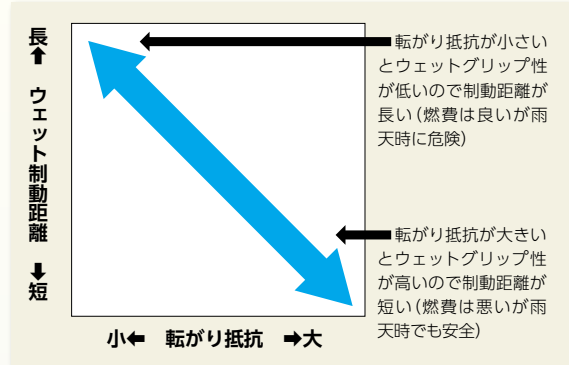 長↑ ウェット制動距離 ↓短
転がり抵抗が小さい
とウェットグリップ性
が低いので制動距離が
長い(燃費は良いが雨
天時に危険)
転がり抵抗が大きい
とウェットグリップ性
が高いので制動距離が
短い(燃費は悪いが雨
天時でも安全)
小← 転がり抵抗 →大